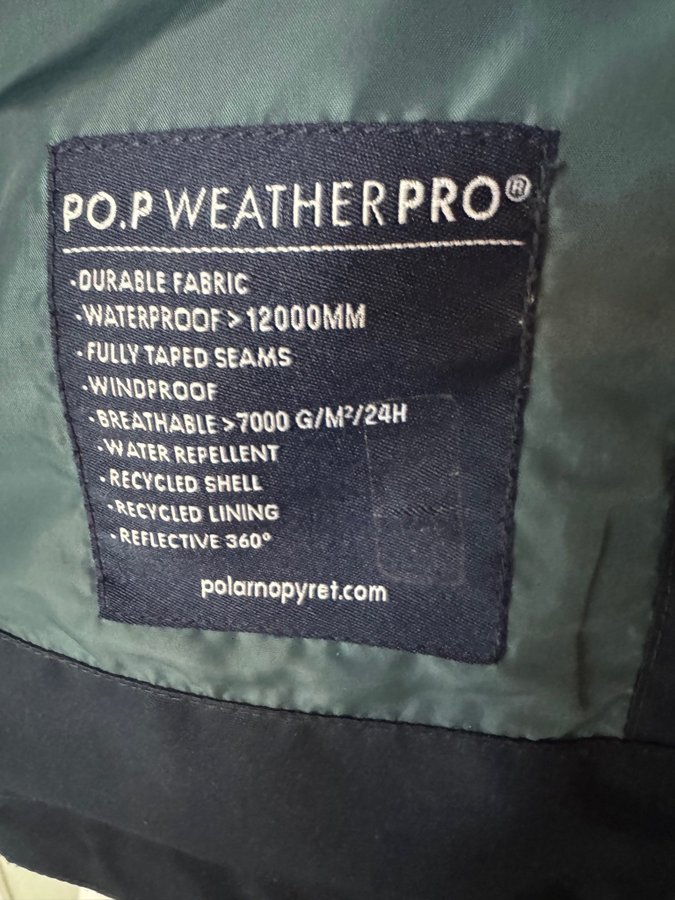 PO.P WEATHERPRO®
-DURABLE FABRIC
-WATERPROOF > 12000MM
-FULLY TAPED SEAMS
-WINDPROOF
-BREATHABLE >7000 G/M²/24H
-WATER REPELLENT
-RECYCLED SHELL
-RECYCLED LINING
-REFLECTIVE 360°
polarnopyret.com